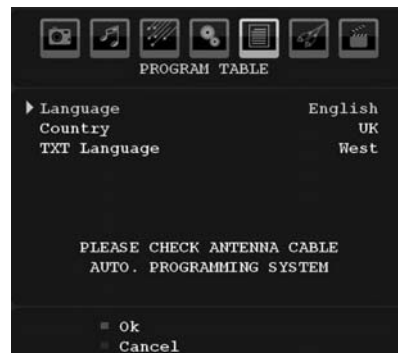 PROGRAM TABLE
Language English
Country UK
TXT Language West
PLEASE CHECK ANTENNA CABLE
AUTO. PROGRAMMING SYSTEM
Ok
Cancel